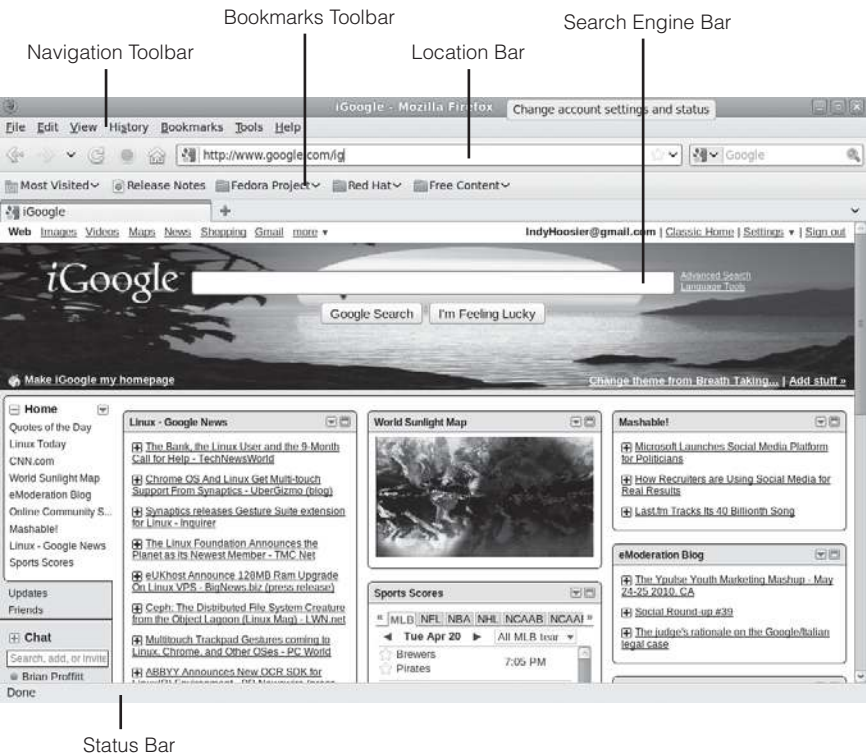 Bookmarks Toolbar
Search Engine Bar
Navigation Toolbar
Location Bar
iGoogle - Mozilla Firefox
Change account settings and status
File Edit View History Bookmarks Tools Help
http://www.google.com/ig
Google
Most Visited Release Notes Fedora Project Red Hat Free Content
iGoogle
Web Images Videos Maps News Shopping Gmail more
IndyHoosier@gmail.com | Classic Home | Settings | Sign out
iGoogle
Advanced Search
Language Tools
Google Search I'm Feeling Lucky
Make iGoogle my homepage
Change theme from Breath Taking... | Add stuff »
Home
Quotes of the Day
Linux Today
CNN.com
World Sunlight Map
eModeration Blog
Online Community S...
Mashable!
Linux - Google News
Sports Scores
Updates
Friends
Chat
Search, add, or invite
Brian Proffitt
Linux - Google News
The Bank, the Linux User and the 9-Month
Call for Help - TechNewsWorld
Chrome OS And Linux Get Multi-touch
Support From Synaptics - UberGizmo (blog)
Synaptics releases Gesture Suite extension
for Linux - Inquirer
The Linux Foundation Announces the
Planet as its Newest Member - TMC Net
eUKhost Announce 128MB Ram Upgrade
On Linux VPS - BigNews.biz (press release)
Ceph: The Distributed File System Creature
from the Object Lagoon (Linux Mag) - LWN.net
Multitouch Trackpad Gestures coming to
Linux, Chrome, and Other OSes - PC World
ABBYY Announces New OCR SDK for
World Sunlight Map
Sports Scores
« MLB NFL NBA NHL NCAAB NCAAI »
Tue Apr 20 All MLB tear
Brewers
Pirates
7:05 PM
Mashable!
Microsoft Launches Social Media Platform
for Politicians
How Recruiters are Using Social Media for
Real Results
Last.fm Tracks Its 40 Billionth Song
eModeration Blog
The Ypulse Youth Marketing Mashup - May
24-25 2010, CA
Social Round-up #39
The judge's rationale on the Google/Italian
legal case
Done
Status Bar